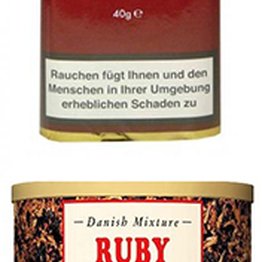 40g ℮
Rauchen fügt Ihnen und den
Menschen in Ihrer Umgebung
erheblichen Schaden zu
Danish Mixture
RUBY